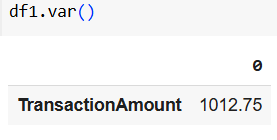 df1.var()
0
TransactionAmount 1012.75